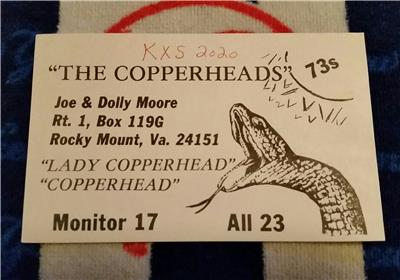 KXS 2020
"THE COPPERHEADS"
73s
Joe & Dolly Moore
Rt. 1, Box 119G
Rocky Mount, Va. 24151
"LADY COPPERHEAD"
"COPPERHEAD"
Monitor 17 All 23